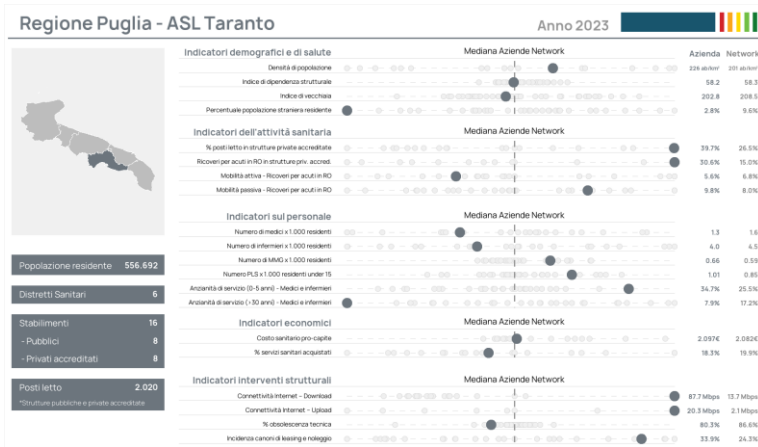 Regione Puglia - ASL Taranto
Anno 2023
Popolazione residente 556.692
Distretti Sanitari 6
Stabilimenti 16
- Pubblici 8
- Privati accreditati 8
Posti letto 2.020
*Strutture pubbliche e private accreditate
Indicatori demografici e di salute Mediana Aziende Network Azienda Network
Densità di popolazione 226 ab/km² 201 ab/km²
Indice di dipendenza strutturale 58.2 58.3
Indice di vecchiaia 202.8 208.5
Percentuale popolazione straniera residente 2.8% 9.6%
Indicatori dell'attività sanitaria Mediana Aziende Network
% posti letto in strutture private accreditate 39.7% 26.5%
Ricoveri per acuti in RO in strutture priv. accred. 30.6% 15.0%
Mobilità attiva - Ricoveri per acuti in RO 5.6% 6.8%
Mobilità passiva - Ricoveri per acuti in RO 9.8% 8.0%
Indicatori sul personale Mediana Aziende Network
Numero di medici x 1.000 residenti 1.3 1.6
Numero di infermieri x 1.000 residenti 4.0 4.5
Numero di MMG x 1.000 residenti 0.66 0.59
Numero PLS x 1.000 residenti under 15 1.01 0.85
Anzianità di servizio (0-5 anni) - Medici e infermieri 34.7% 25.5%
Anzianità di servizio (>30 anni) - Medici e infermieri 7.9% 17.2%
Indicatori economici Mediana Aziende Network
Costo sanitario pro-capite 2.097€ 2.082€
% servizi sanitari acquistati 18.3% 19.9%
Indicatori interventi strutturali Mediana Aziende Network
Connettività Internet – Download 87.7 Mbps 13.7 Mbps
Connettività Internet – Upload 20.3 Mbps 2.1 Mbps
% obsolescenza tecnica 80.3% 86.6%
Incidenza canoni di leasing e noleggio 33.9% 24.3%